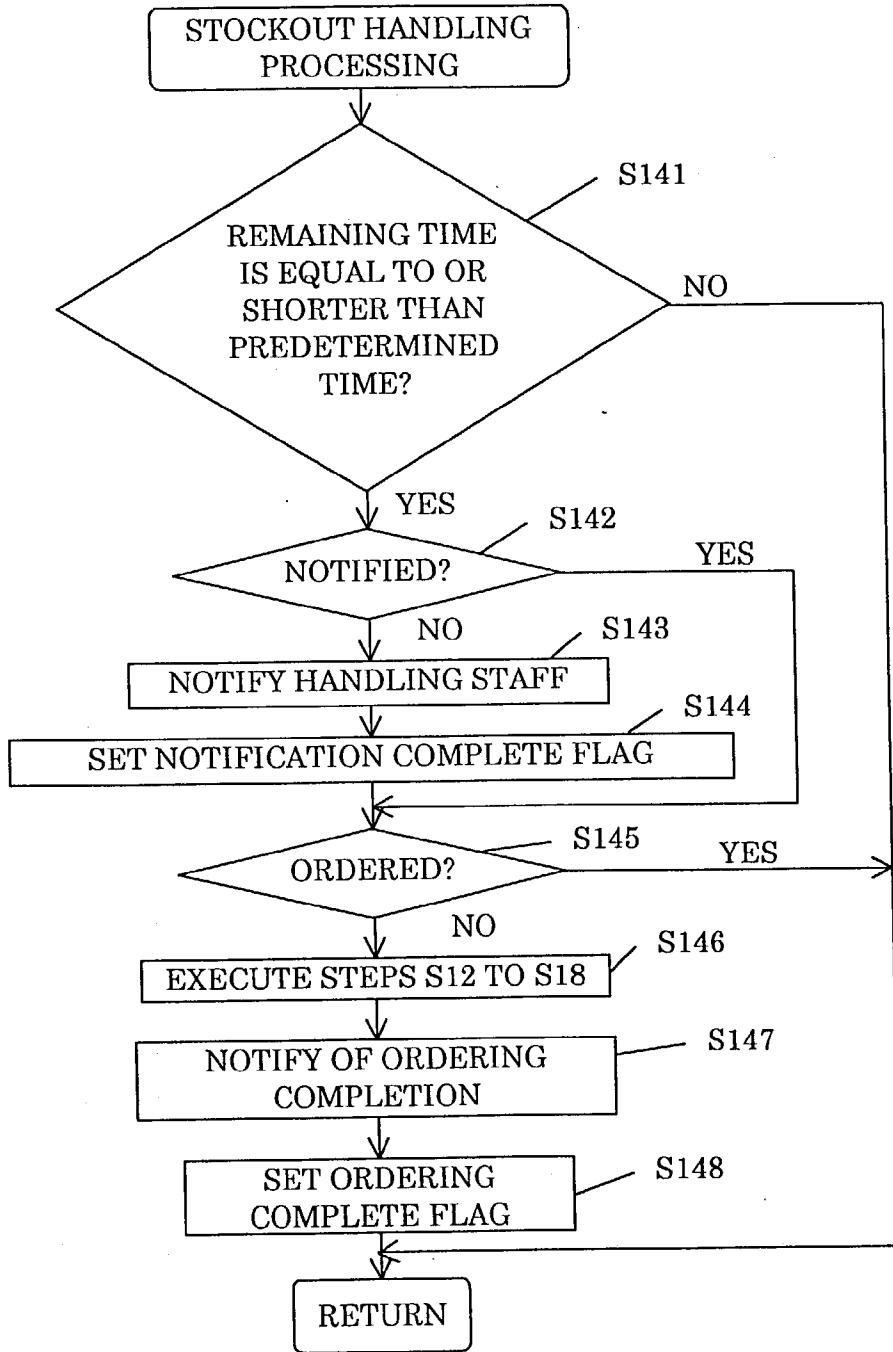 STOCKOUT HANDLING
PROCESSING
S141
REMAINING TIME
IS EQUAL TO OR
SHORTER THAN
PREDETERMINED
TIME?
NO
YES
S142
NOTIFIED?
YES
NO
S143
NOTIFY HANDLING STAFF
S144
SET NOTIFICATION COMPLETE FLAG
S145
ORDERED?
YES
NO
S146
EXECUTE STEPS S12 TO S18
S147
NOTIFY OF ORDERING
COMPLETION
S148
SET ORDERING
COMPLETE FLAG
RETURN